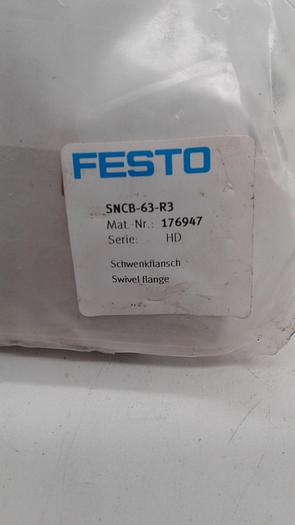 FESTO
SNCB-63-R3
Mat.-Nr.: 176947
Serie: HD
Schwenkflansch
Swivel flange